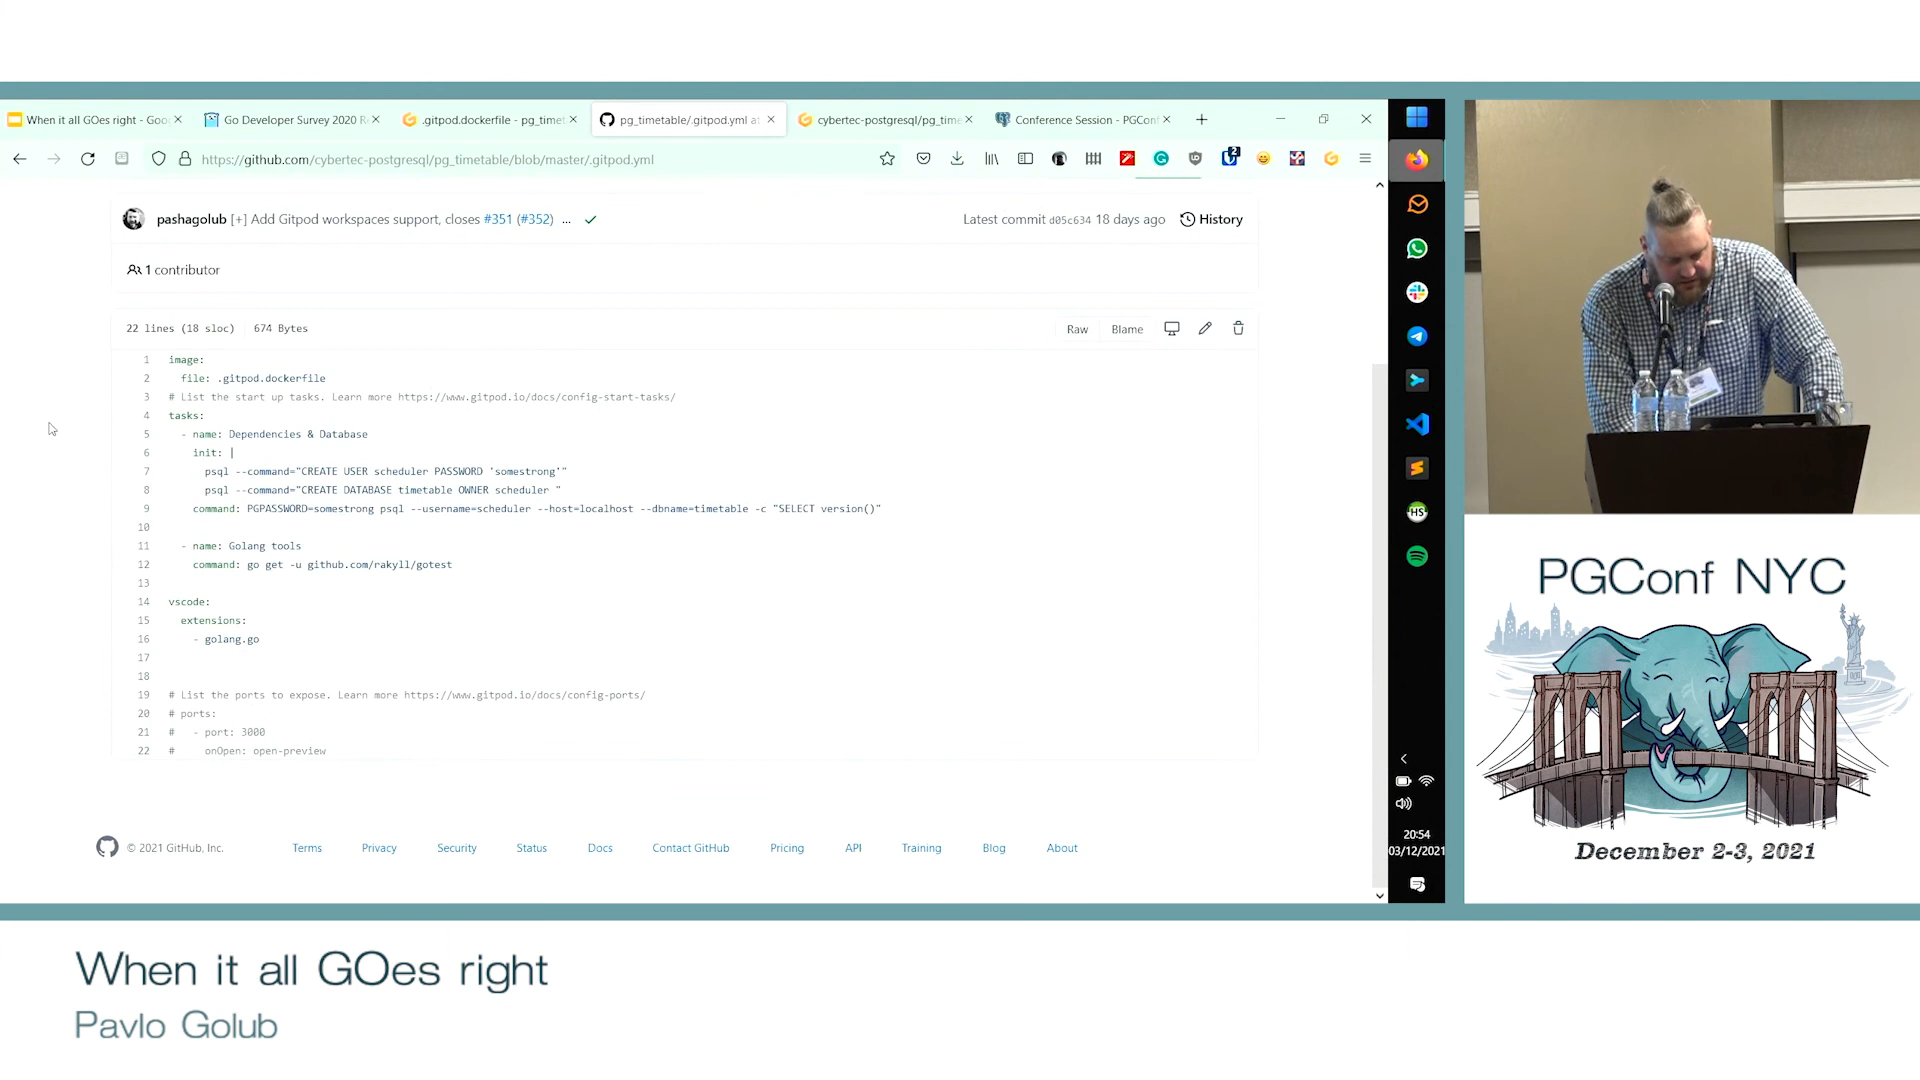 When it all GOes right - Goo
Go Developer Survey 2020 R
.gitpod.dockerfile - pg_timet
pg_timetable/.gitpod.yml at
cybertec-postgresql/pg_time
Conference Session - PGConf
https://github.com/cybertec-postgresql/pg_timetable/blob/master/.gitpod.yml
2
pashagolub [+] Add Gitpod workspaces support, closes #351 (#352) ...
Latest commit d05c634 18 days ago
History
1 contributor
22 lines (18 sloc) 674 Bytes
Raw
Blame
1 image:
2 file: .gitpod.dockerfile
3 # List the start up tasks. Learn more https://www.gitpod.io/docs/config-start-tasks/
4 tasks:
5 - name: Dependencies & Database
6 init: |
7 psql --command="CREATE USER scheduler PASSWORD 'somestrong'"
8 psql --command="CREATE DATABASE timetable OWNER scheduler "
9 command: PGPASSWORD=somestrong psql --username=scheduler --host=localhost --dbname=timetable -c "SELECT version()"
10
11 - name: Golang tools
12 command: go get -u github.com/rakyll/gotest
13
14 vscode:
15 extensions:
16 - golang.go
17
18
19 # List the ports to expose. Learn more https://www.gitpod.io/docs/config-ports/
20 # ports:
21 # - port: 3000
22 # onOpen: open-preview
© 2021 GitHub, Inc.
Terms
Privacy
Security
Status
Docs
Contact GitHub
Pricing
API
Training
Blog
About
HS
20:54
03/12/2021
PGConf NYC
December 2-3, 2021
When it all GOes right
Pavlo Golub